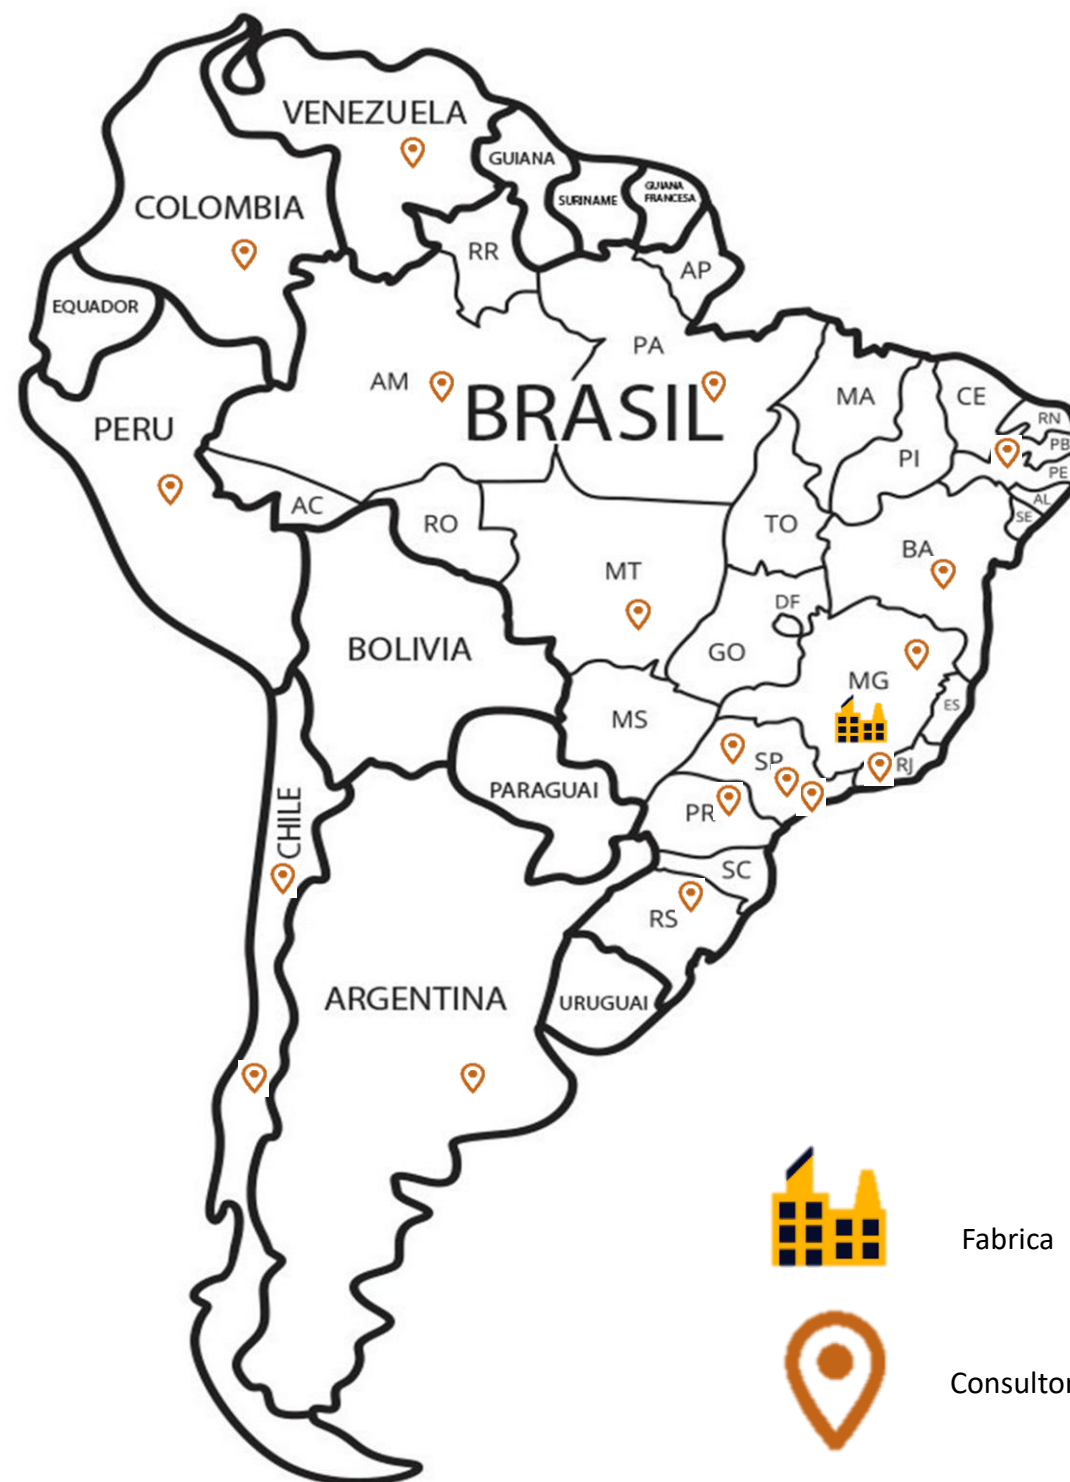 VENEZUELA
GUIANA
SURINAME
GUIANA
FRANCESA
COLOMBIA
RR
AP
EQUADOR
PA
AM
BRASIL
MA
CE
RN
PB
PERU
PI
PE
AL
SE
AC
RO
TO
BA
MT
DF
BOLIVIA
GO
MG
MS
ES
SP
RJ
PARAGUAI
PR
CHILE
SC
RS
ARGENTINA
URUGUAI
Fabrica
Consultor